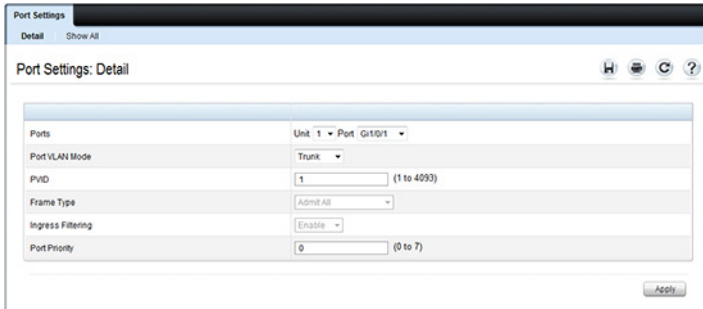 Port Settings
Detail Show All
Port Settings: Detail
Ports Unit 1 Port Gi1/0/1
Port VLAN Mode Trunk
PVID 1 (1 to 4093)
Frame Type Admit All
Ingress Filtering Enable
Port Priority 0 (0 to 7)
Apply